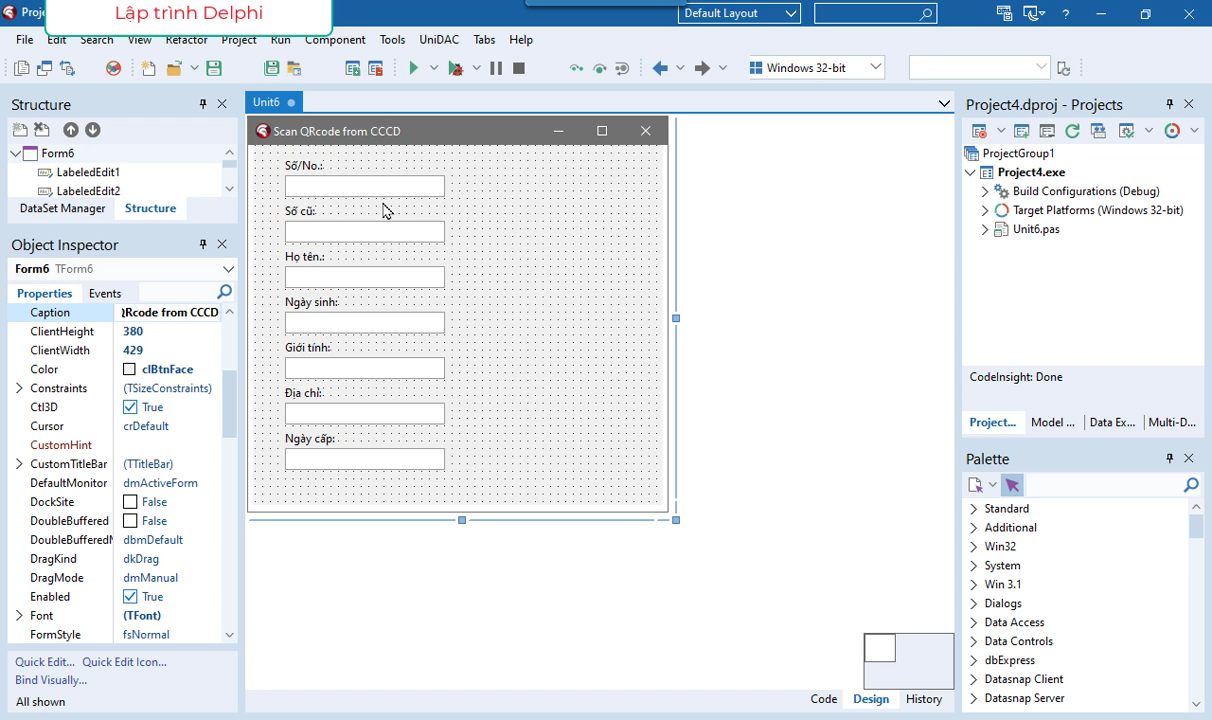 Proje
Lập trình Delphi
Default Layout
File Edit Search View Refactor Project Run Component Tools UniDAC Tabs Help
Windows 32-bit
Structure
Form6
LabeledEdit1
LabeledEdit2
DataSet Manager Structure
Object Inspector
Form6 TForm6
Properties Events
Caption QRcode from CCCD
ClientHeight 380
ClientWidth 429
Color clBtnFace
Constraints (TSizeConstraints)
Ctl3D True
Cursor crDefault
CustomHint
CustomTitleBar (TTitleBar)
DefaultMonitor dmActiveForm
DockSite False
DoubleBuffered False
DoubleBufferedM dbmDefault
DragKind dkDrag
DragMode dmManual
Enabled True
Font (TFont)
FormStyle fsNormal
Quick Edit... Quick Edit Icon...
Bind Visually...
All shown
Unit6
Scan QRcode from CCCD
Số/No.:
Số cũ:
Họ tên.:
Ngày sinh:
Giới tính:
Địa chỉ:
Ngày cấp:
Code Design History
Project4.dproj - Projects
ProjectGroup1
Project4.exe
Build Configurations (Debug)
Target Platforms (Windows 32-bit)
Unit6.pas
CodeInsight: Done
Project... Model ... Data Ex... Multi-D...
Palette
Standard
Additional
Win32
System
Win 3.1
Dialogs
Data Access
Data Controls
dbExpress
Datasnap Client
Datasnap Server